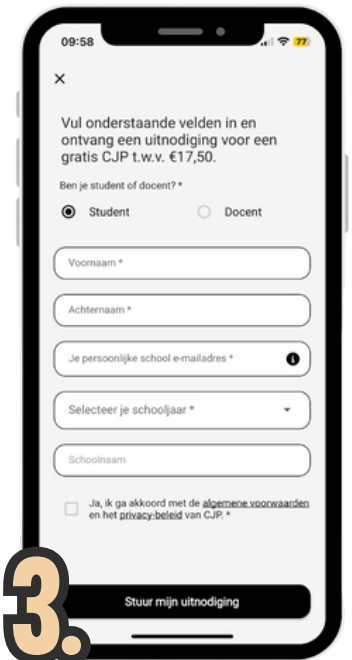 09:58
77
Vul onderstaande velden in en
ontvang een uitnodiging voor een
gratis CJP t.w.v. €17,50.
Ben je student of docent? *
Student Docent
Voornaam *
Achternaam *
Je persoonlijke school e-mailadres *
Selecteer je schooljaar *
Schoolnaam
Ja, ik ga akkoord met de algemene voorwaarden
en het privacy-beleid van CJP. *
Stuur mijn uitnodiging
3.